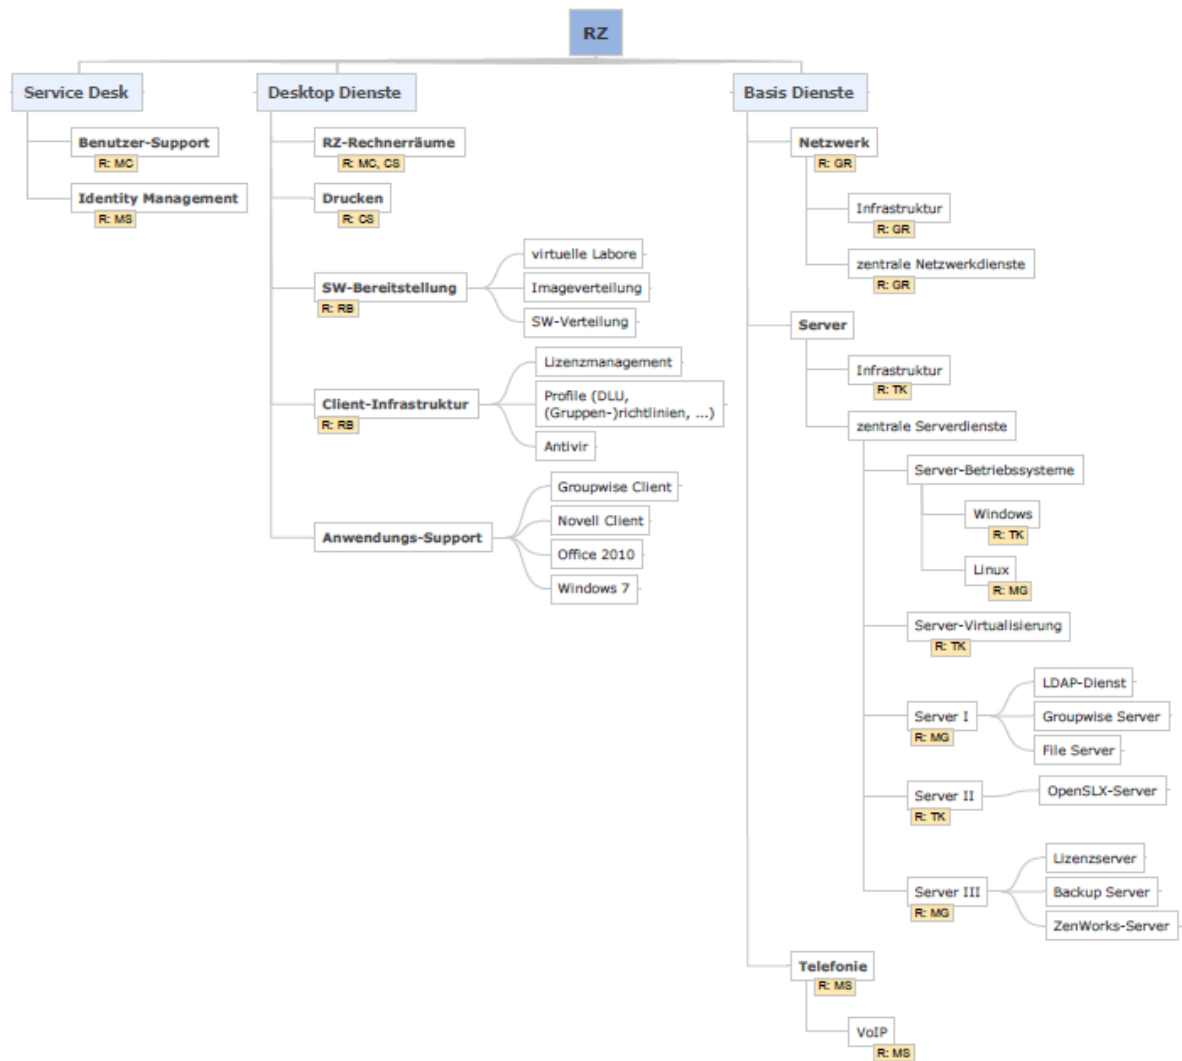 RZ
Service Desk
Benutzer-Support
R: MC
Identity Management
R: MS
Desktop Dienste
RZ-Rechnerräume
R: MC, CS
Drucken
R: CS
SW-Bereitstellung
R: RB
virtuelle Labore
Imageverteilung
SW-Verteilung
Client-Infrastruktur
R: RB
Lizenzmanagement
Profile (DLU,
(Gruppen-)richtlinien, ...)
Antivir
Anwendungs-Support
Groupwise Client
Novell Client
Office 2010
Windows 7
Basis Dienste
Netzwerk
R: GR
Infrastruktur
R: GR
zentrale Netzwerkdienste
R: GR
Server
Infrastruktur
R: TK
zentrale Serverdienste
Server-Betriebssysteme
Windows
R: TK
Linux
R: MG
Server-Virtualisierung
R: TK
Server I
R: MG
LDAP-Dienst
Groupwise Server
File Server
Server II
R: TK
OpenSLX-Server
Server III
R: MG
Lizenzserver
Backup Server
ZenWorks-Server
Telefonie
R: MS
VoIP
R: MS